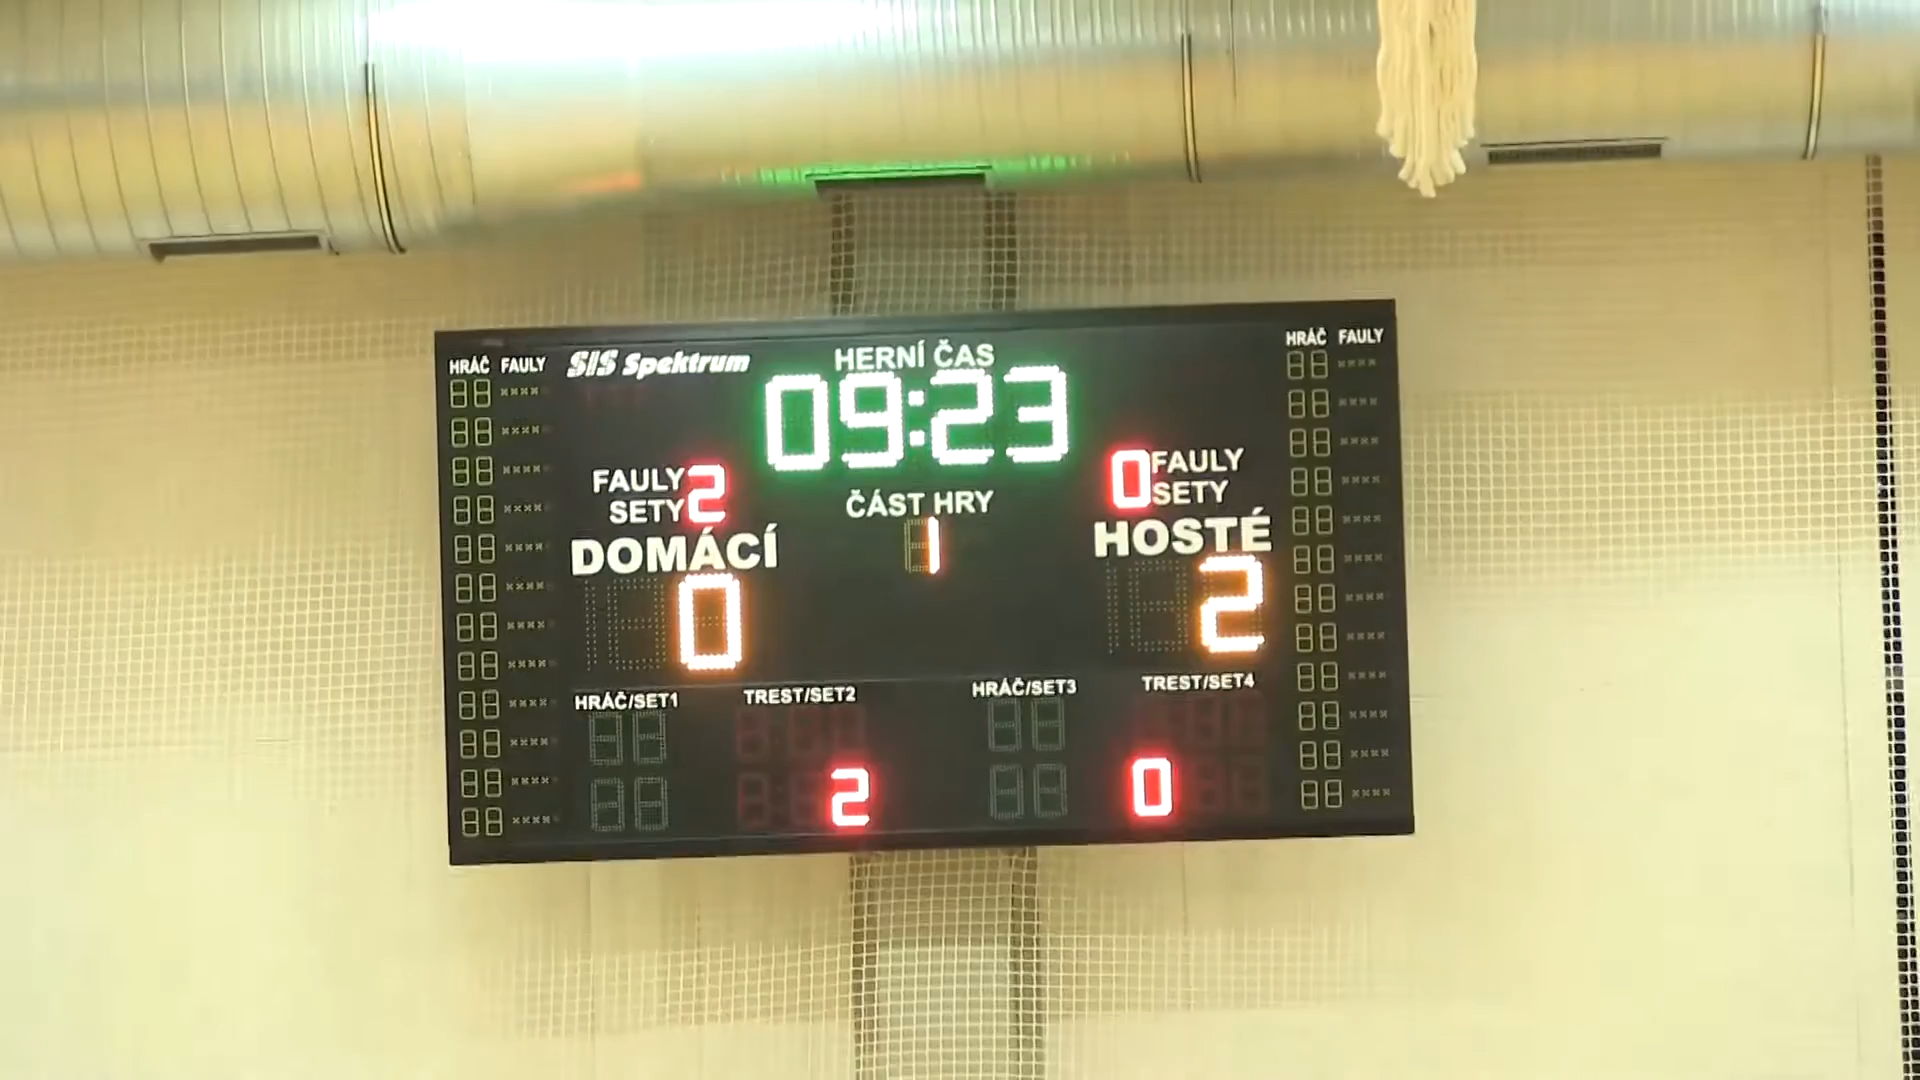 HRÁČ FAULY
SIS Spektrum
HERNÍ ČAS
HRÁČ FAULY
09:23
FAULY
SETY
2
ČÁST HRY
1
0
FAULY
SETY
DOMÁCÍ
0
HOSTÉ
2
HRÁČ/SET1
TREST/SET2
HRÁČ/SET3
TREST/SET4
2
0